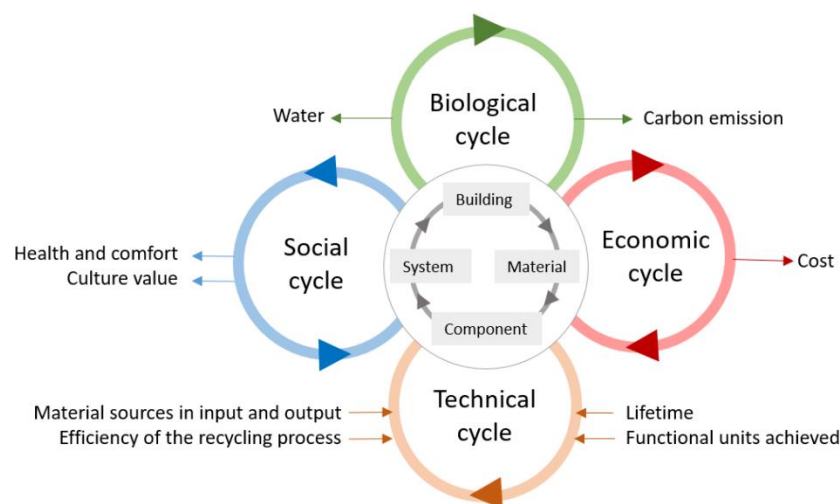 Biological
cycle
Water
Carbon emission
Building
Social
cycle
Health and comfort
Culture value
System
Material
Economic
cycle
Cost
Component
Technical
cycle
Material sources in input and output
Efficiency of the recycling process
Lifetime
Functional units achieved